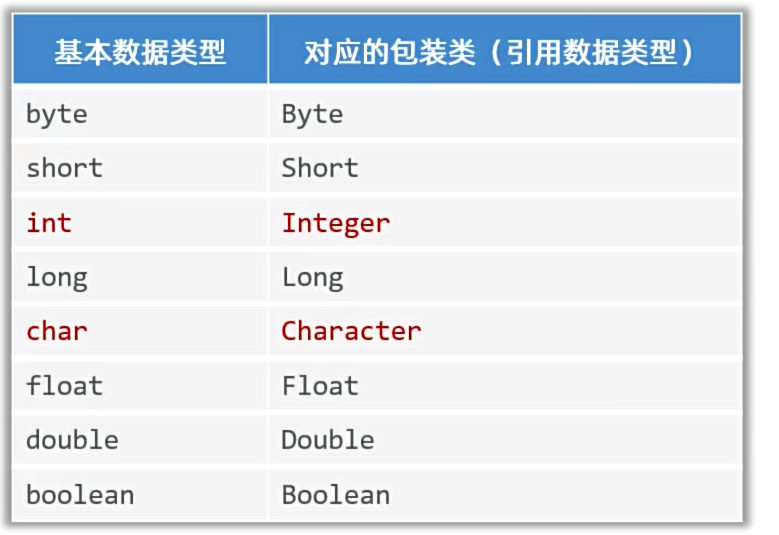 基本数据类型 对应的包装类（引用数据类型）
byte Byte
short Short
int Integer
long Long
char Character
float Float
double Double
boolean Boolean